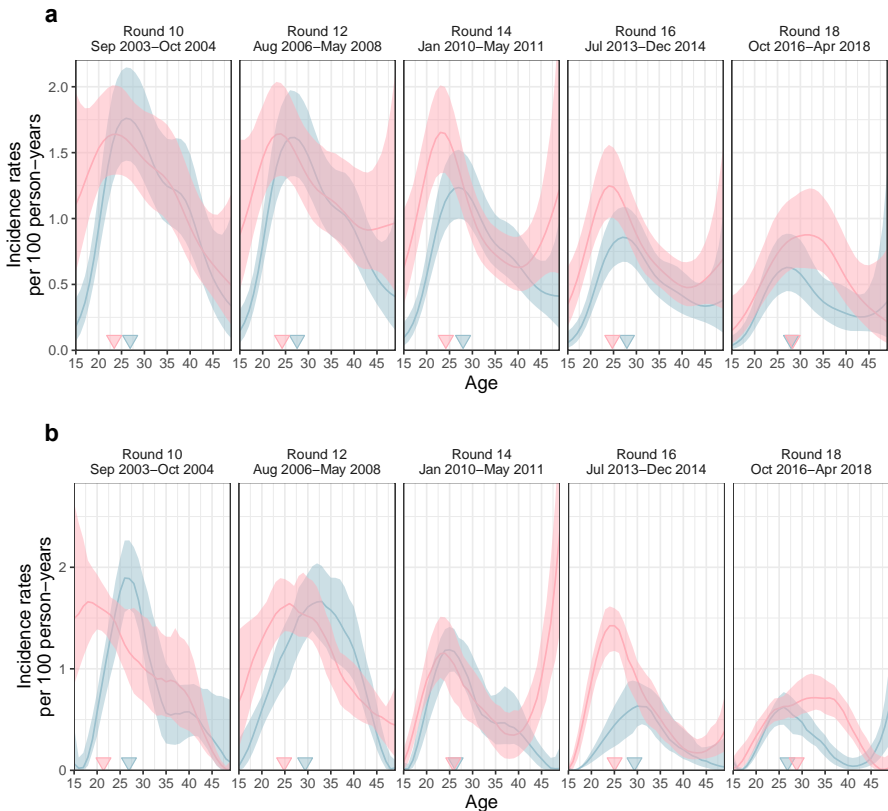 a
Round 10
Sep 2003–Oct 2004
Round 12
Aug 2006–May 2008
Round 14
Jan 2010–May 2011
Round 16
Jul 2013–Dec 2014
Round 18
Oct 2016–Apr 2018
Incidence rates
per 100 person−years
2.0
1.5
1.0
0.5
0.0
15 20 25 30 35 40 45
15 20 25 30 35 40 45
15 20 25 30 35 40 45
15 20 25 30 35 40 45
15 20 25 30 35 40 45
Age
b
Round 10
Sep 2003–Oct 2004
Round 12
Aug 2006–May 2008
Round 14
Jan 2010–May 2011
Round 16
Jul 2013–Dec 2014
Round 18
Oct 2016–Apr 2018
Incidence rates
per 100 person−years
2
1
0
15 20 25 30 35 40 45
15 20 25 30 35 40 45
15 20 25 30 35 40 45
15 20 25 30 35 40 45
15 20 25 30 35 40 45
Age